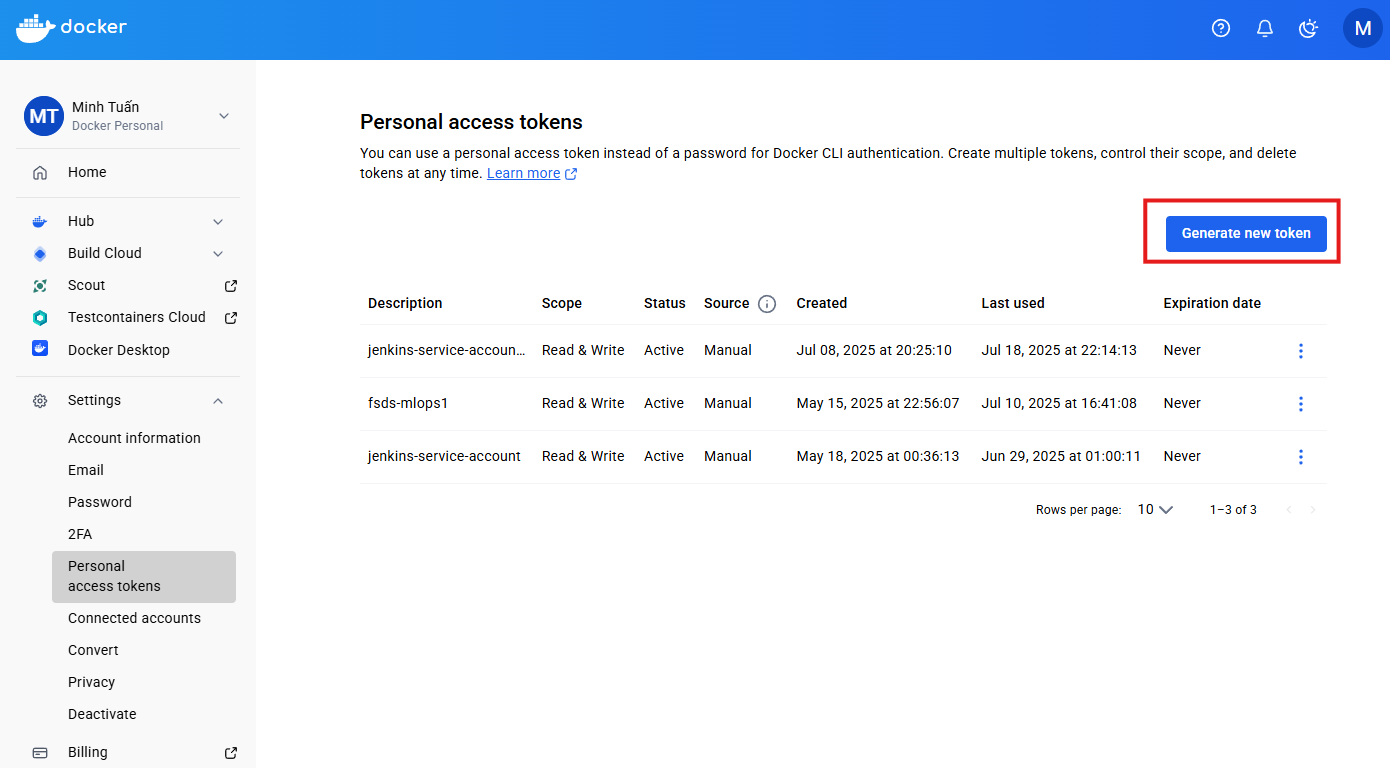 docker
M
MT
Minh Tuấn
Docker Personal
Home
Hub
Build Cloud
Scout
Testcontainers Cloud
Docker Desktop
Settings
Account information
Email
Password
2FA
Personal
access tokens
Connected accounts
Convert
Privacy
Deactivate
Billing
Personal access tokens
You can use a personal access token instead of a password for Docker CLI authentication. Create multiple tokens, control their scope, and delete
tokens at any time. Learn more
Generate new token
Description Scope Status Source Created Last used Expiration date
jenkins-service-accoun... Read & Write Active Manual Jul 08, 2025 at 20:25:10 Jul 18, 2025 at 22:14:13 Never
fsds-mlops1 Read & Write Active Manual May 15, 2025 at 22:56:07 Jul 10, 2025 at 16:41:08 Never
jenkins-service-account Read & Write Active Manual May 18, 2025 at 00:36:13 Jun 29, 2025 at 01:00:11 Never
Rows per page: 10 1–3 of 3